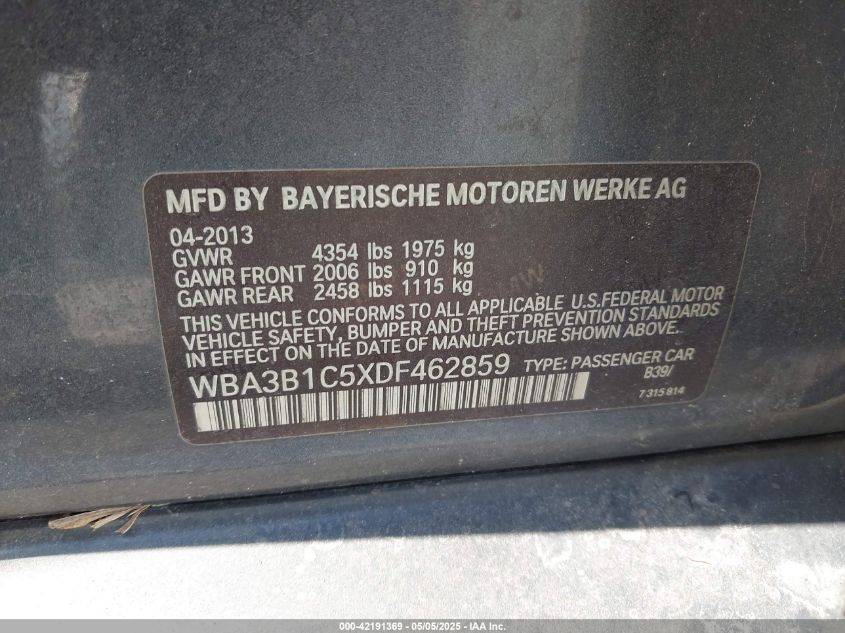 MFD BY BAYERISCHE MOTOREN WERKE AG
04-2013
GVWR 4354 lbs 1975 kg
GAWR FRONT 2006 lbs 910 kg
GAWR REAR 2458 lbs 1115 kg
THIS VEHICLE CONFORMS TO ALL APPLICABLE U.S.FEDERAL MOTOR
VEHICLE SAFETY, BUMPER AND THEFT PREVENTION STANDARDS
IN EFFECT ON THE DATE OF MANUFACTURE SHOWN ABOVE.
WBA3B1C5XDF462859 TYPE: PASSENGER CAR
B39/
7 315 814
000-42191369 - 05/05/2025 - IAA Inc.